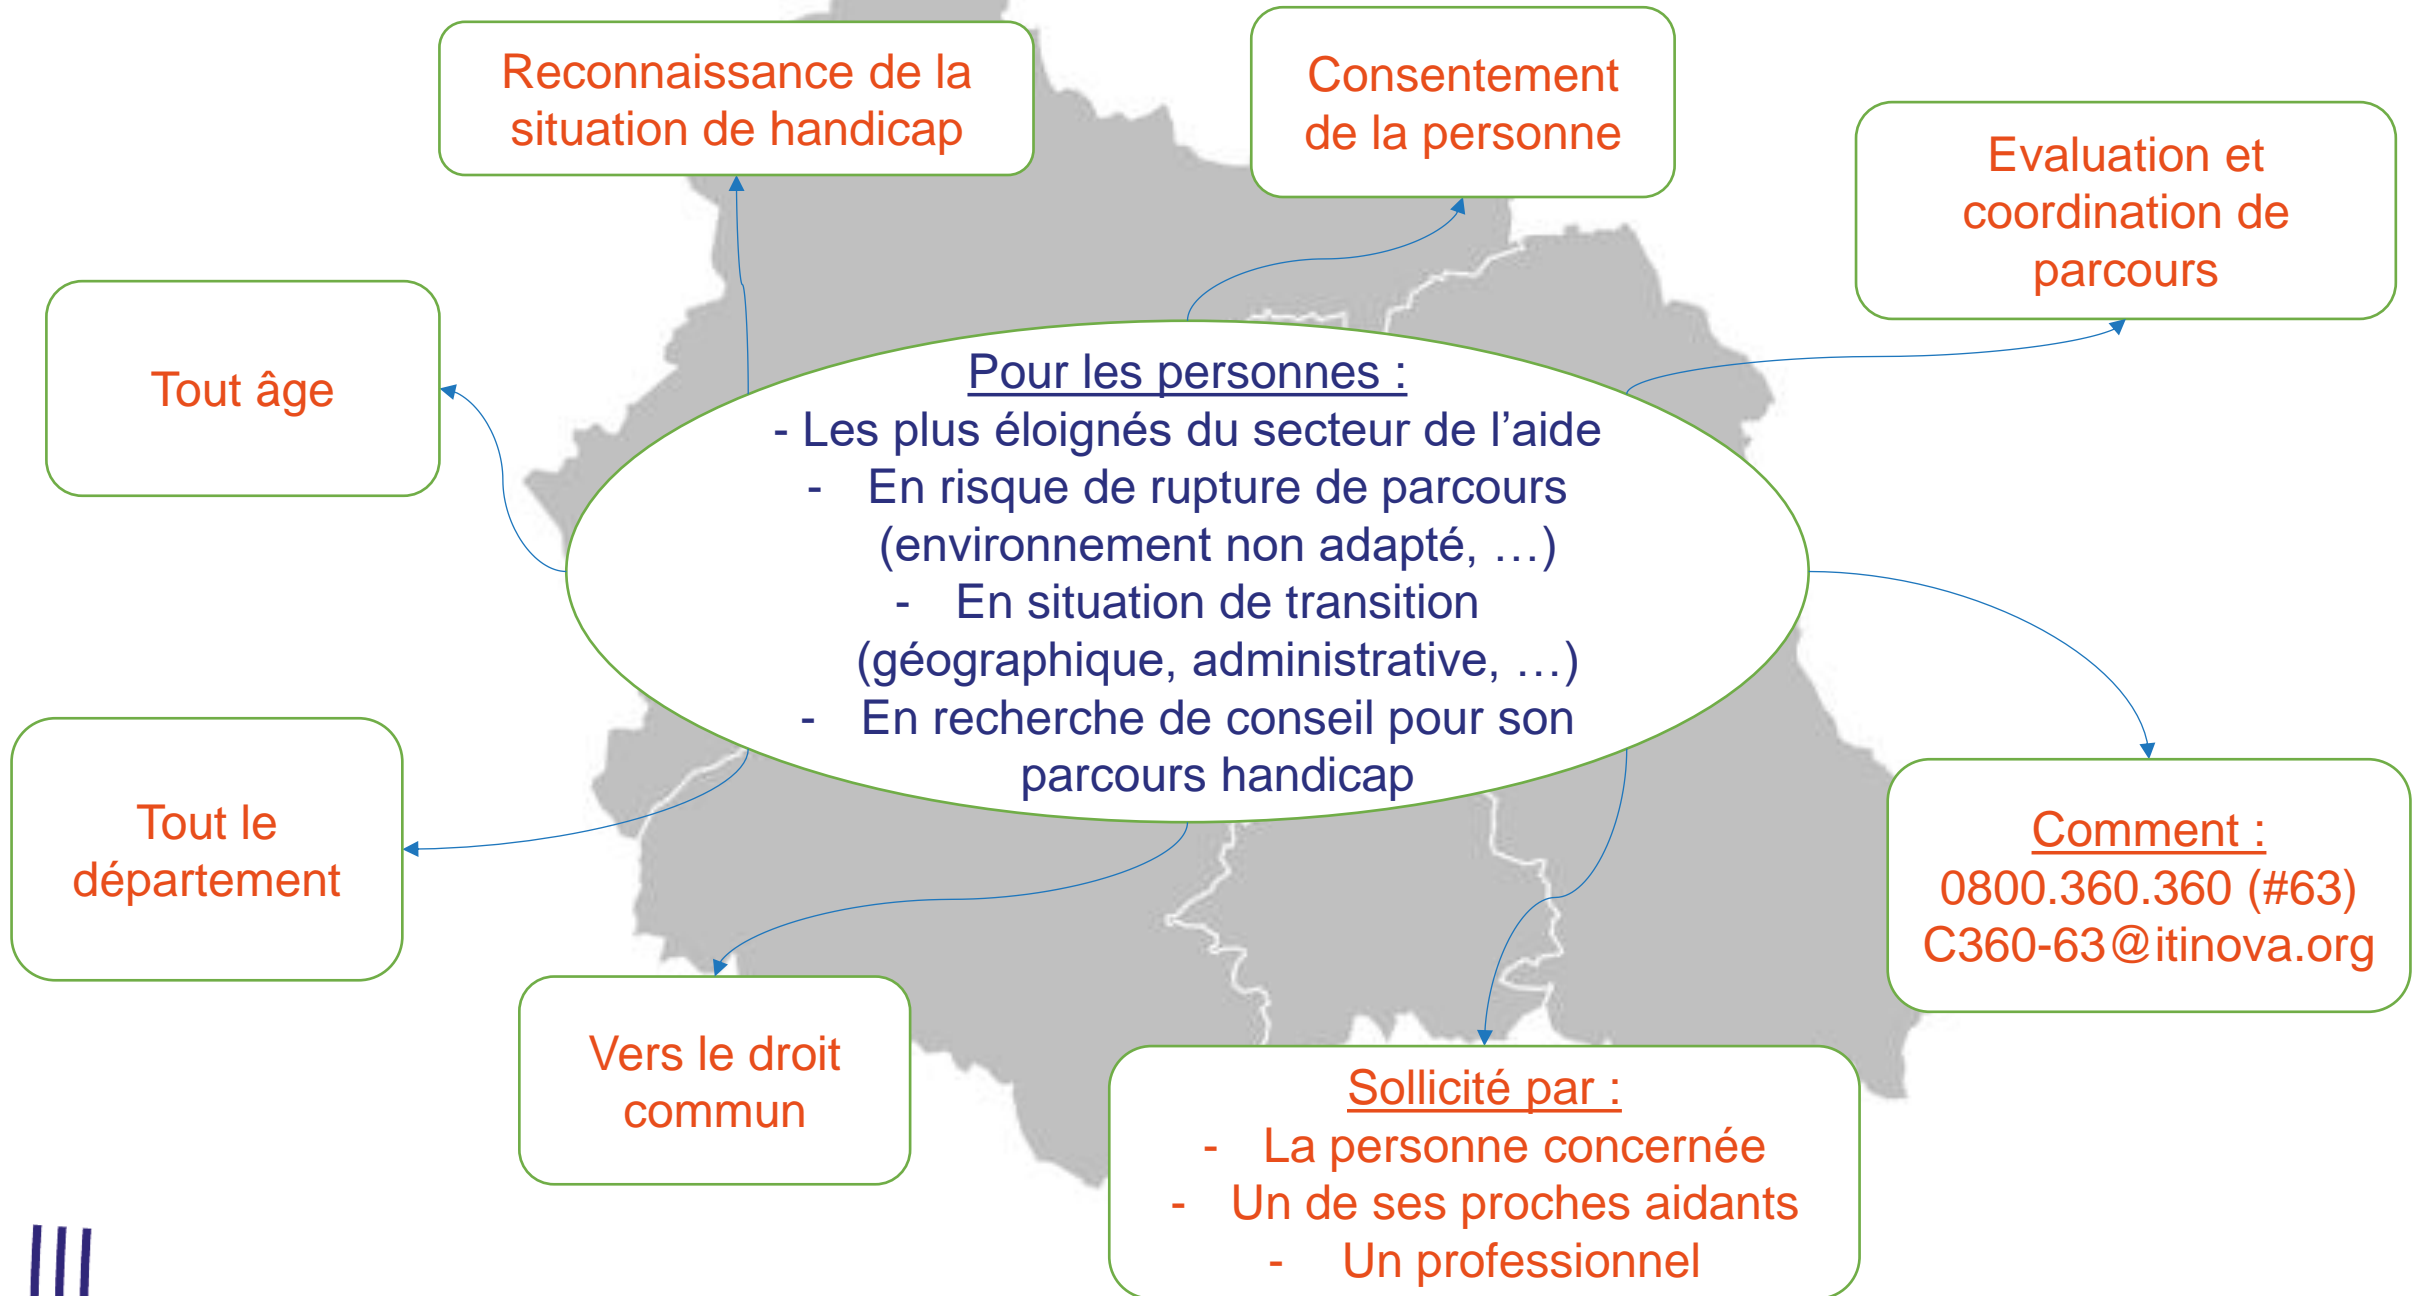 Reconnaissance de la
situation de handicap
Consentement
de la personne
Evaluation et
coordination de
parcours
Tout âge
Pour les personnes :
- Les plus éloignés du secteur de l’aide
- En risque de rupture de parcours
(environnement non adapté, …)
- En situation de transition
(géographique, administrative, …)
- En recherche de conseil pour son
parcours handicap
Tout le
département
Comment :
0800.360.360 (#63)
C360-63@itinova.org
Vers le droit
commun
Sollicité par :
- La personne concernée
- Un de ses proches aidants
- Un professionnel